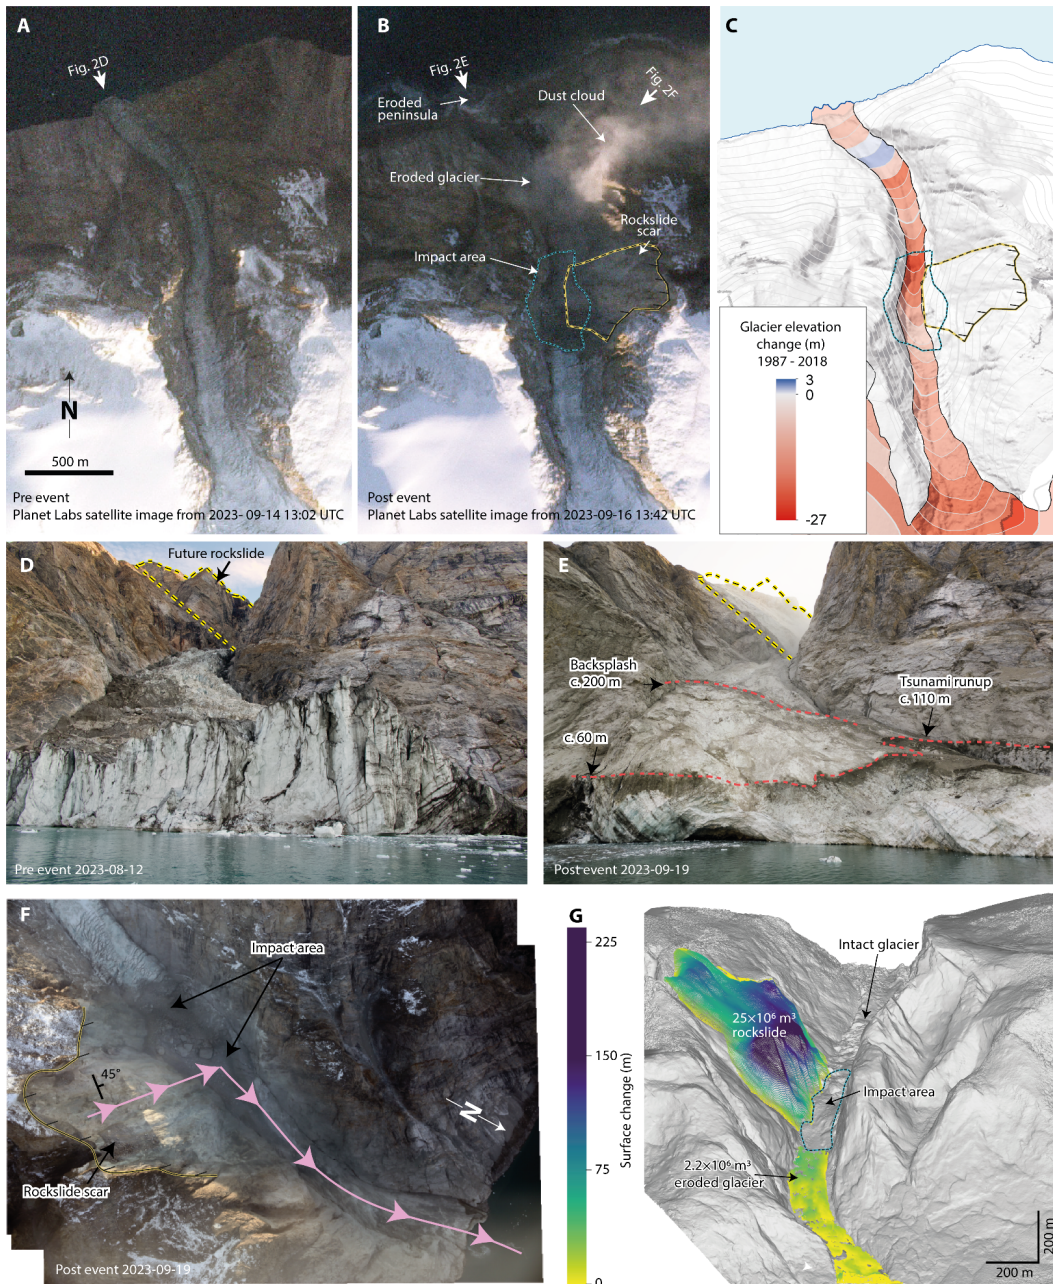 A
Fig. 2D
N
500 m
Pre event
Planet Labs satellite image from 2023- 09-14 13:02 UTC
B
Fig. 2E
Eroded
peninsula
Dust cloud
Fig. 2F
Eroded glacier
Rockslide
scar
Impact area
Post event
Planet Labs satellite image from 2023-09-16 13:42 UTC
C
Glacier elevation
change (m)
1987 - 2018
3
0
-27
D
Future rockslide
Pre event 2023-08-12
E
Backsplash
c. 200 m
Tsunami runup
c. 110 m
c. 60 m
Post event 2023-09-19
F
Impact area
45°
N
Rockslide scar
Post event 2023-09-19
G
225
150
75
0
Surface change (m)
Intact glacier
25×10⁶ m³
rockslide
Impact area
2.2×10⁶ m³
eroded glacier
200 m
200 m